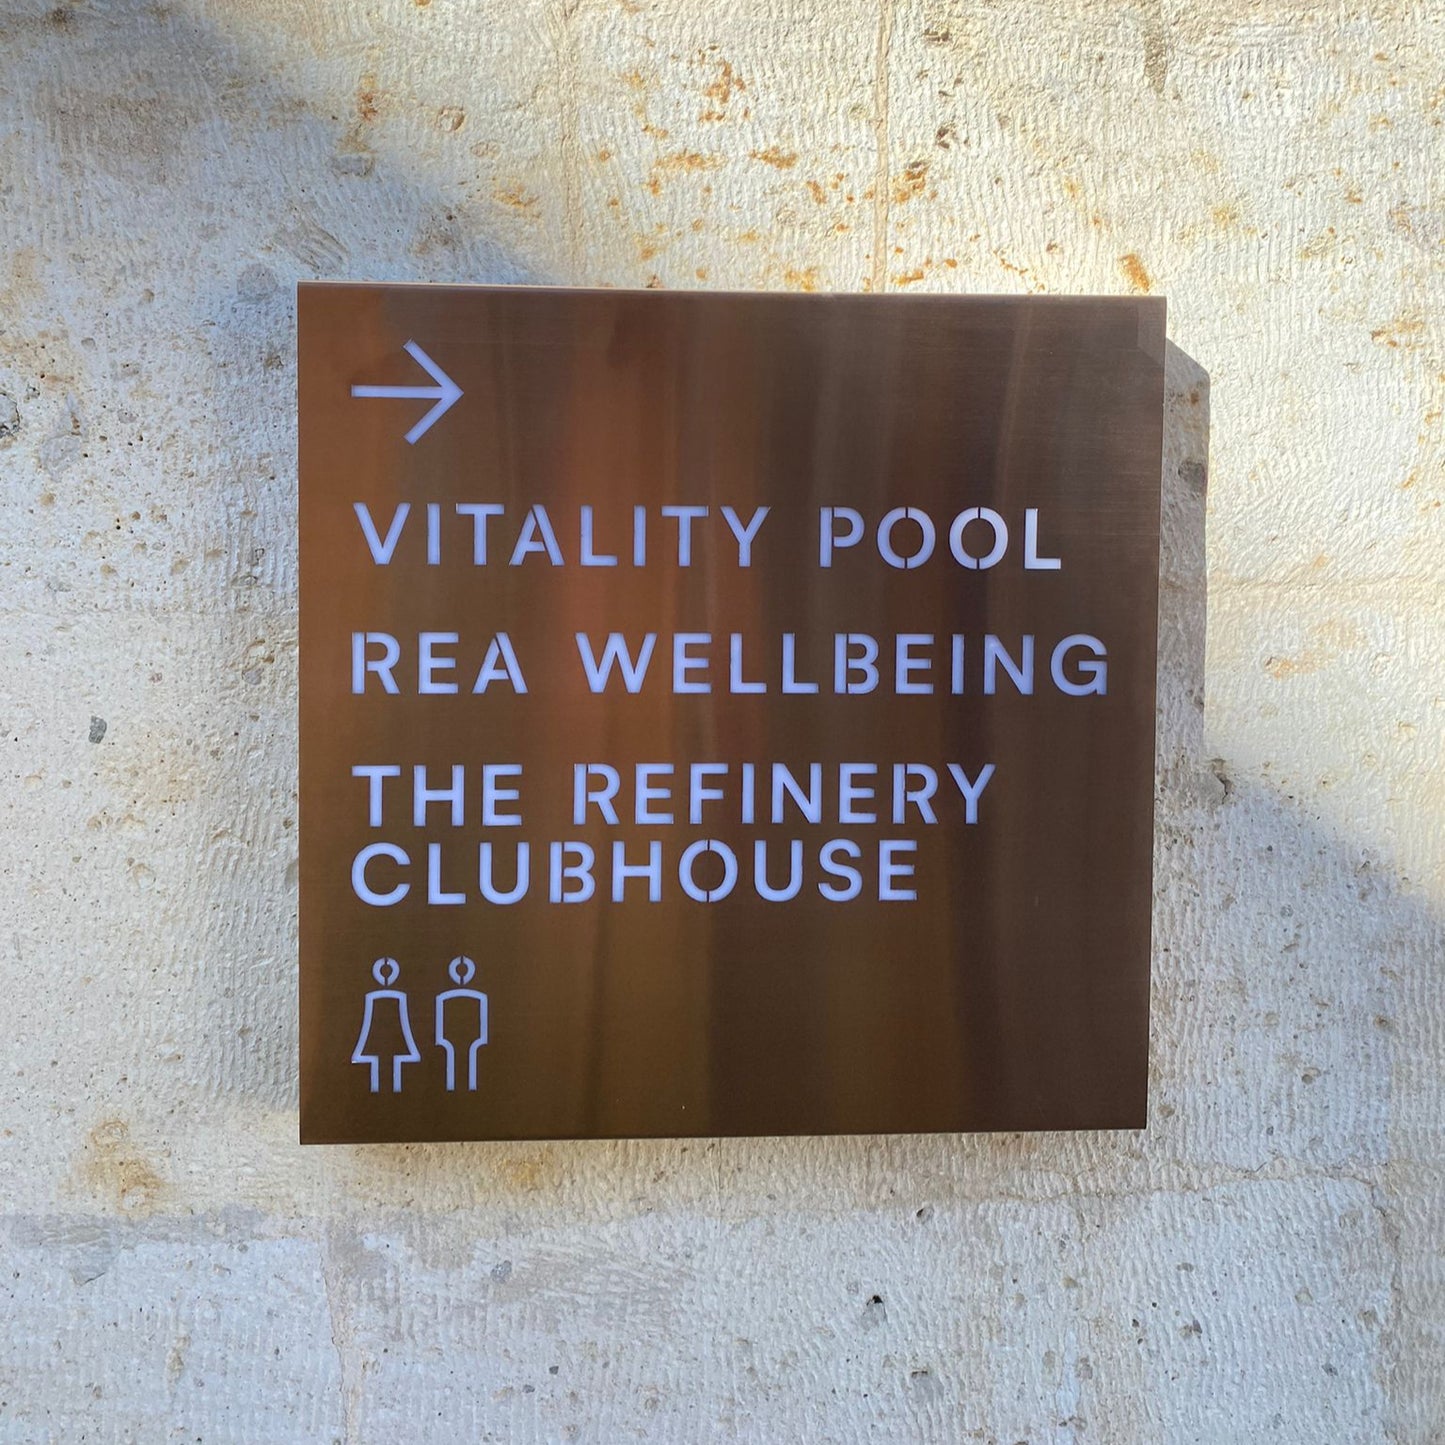 VITALITY POOL
REA WELLBEING
THE REFINERY
CLUBHOUSE